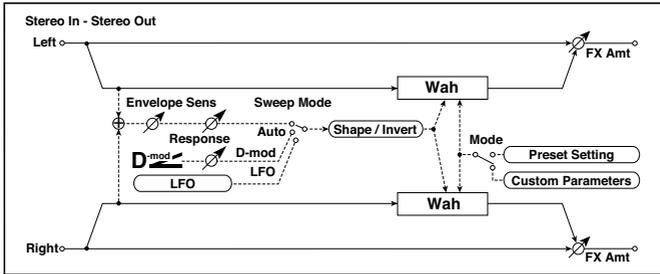 Stereo In - Stereo Out
Left
FX Amt
Wah
Envelope Sens
Sweep Mode
Auto
Response
Shape / Invert
D-mod
D-mod
LFO
LFO
Mode
Preset Setting
Custom Parameters
Wah
Right
FX Amt